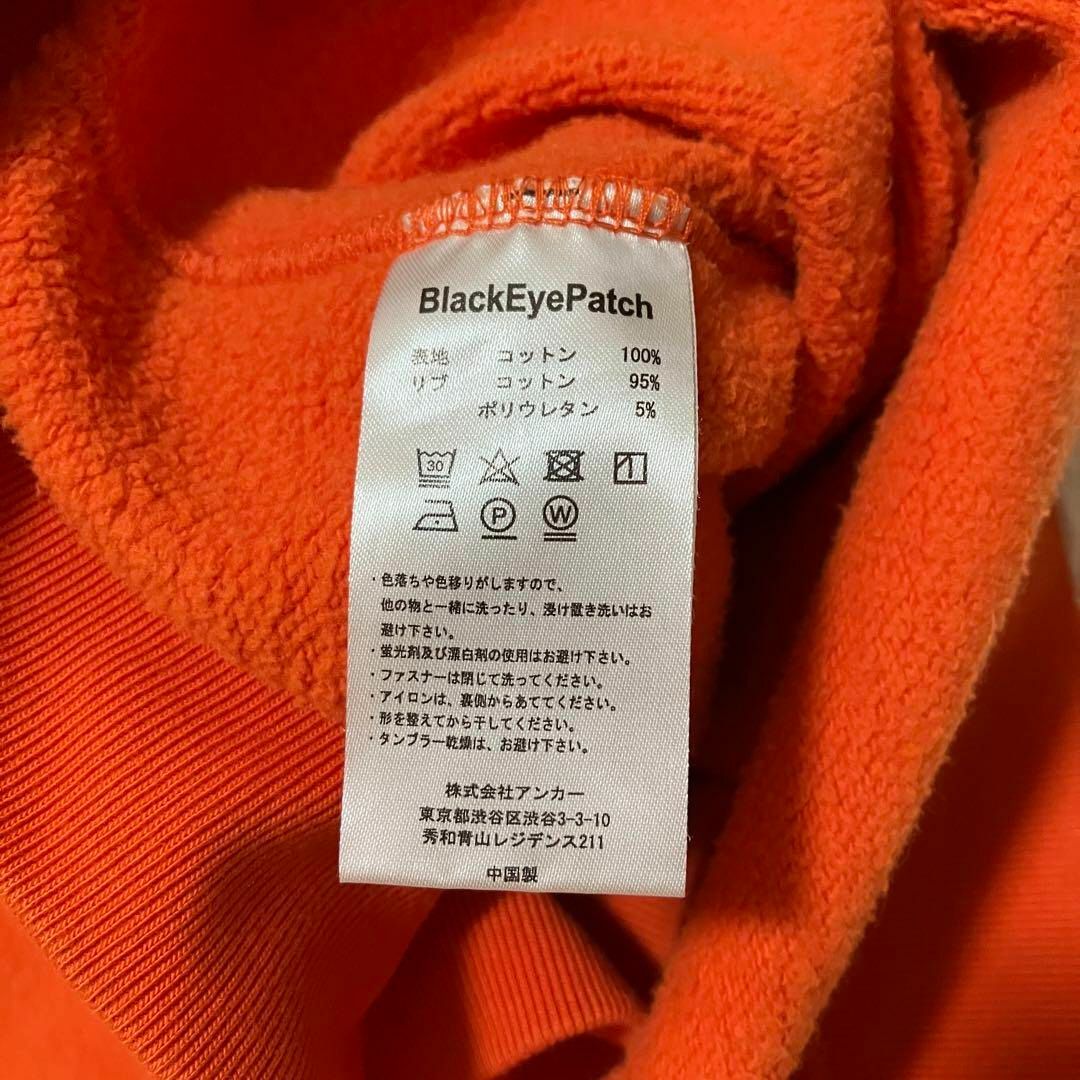 BlackEyePatch
表地 コットン 100%
リブ コットン 95%
ポリウレタン 5%
30
P W
・色落ちや色移りがしますので、
他の物と一緒に洗ったり、浸け置き洗いはお
避け下さい。
・蛍光剤及び漂白剤の使用はお避け下さい。
・ファスナーは閉じて洗ってください。
・アイロンは、裏側からあててください。
・形を整えてから干してください。
・タンブラー乾燥は、お避け下さい。
株式会社アンカー
東京都渋谷区渋谷3-3-10
秀和青山レジデンス211
中国製